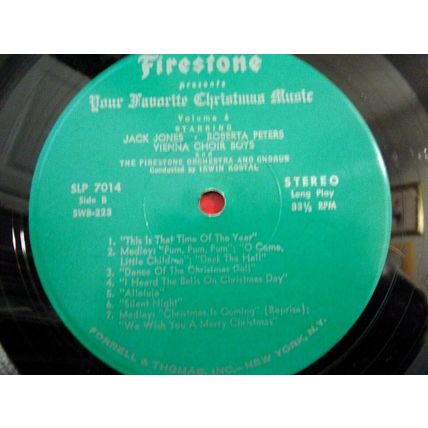 Firestone
presents
Your Favorite Christmas Music
Volume 6
STARRING
JACK JONES • ROBERTA PETERS
VIENNA CHOIR BOYS
and
THE FIRESTONE ORCHESTRA AND CHORUS
Conducted by IRWIN KOSTAL
SLP 7014
Side B
SWB-223
STEREO
Long Play
33⅓ RPM
1. "This Is That Time Of The Year"
2. Medley: "Pum, Pum, Pum"; "O Come,
Little Children"; "Deck The Hall"
3. "Dance Of The Christmas Doll"
4. "I Heard The Bells On Christmas Day"
5. "Alleluia"
6. "Silent Night"
7. Medley: "Christmas Is Coming" (Reprise);
"We Wish You A Merry Christmas"
FORRELL & THOMAS, INC.—NEW YORK, N.Y.